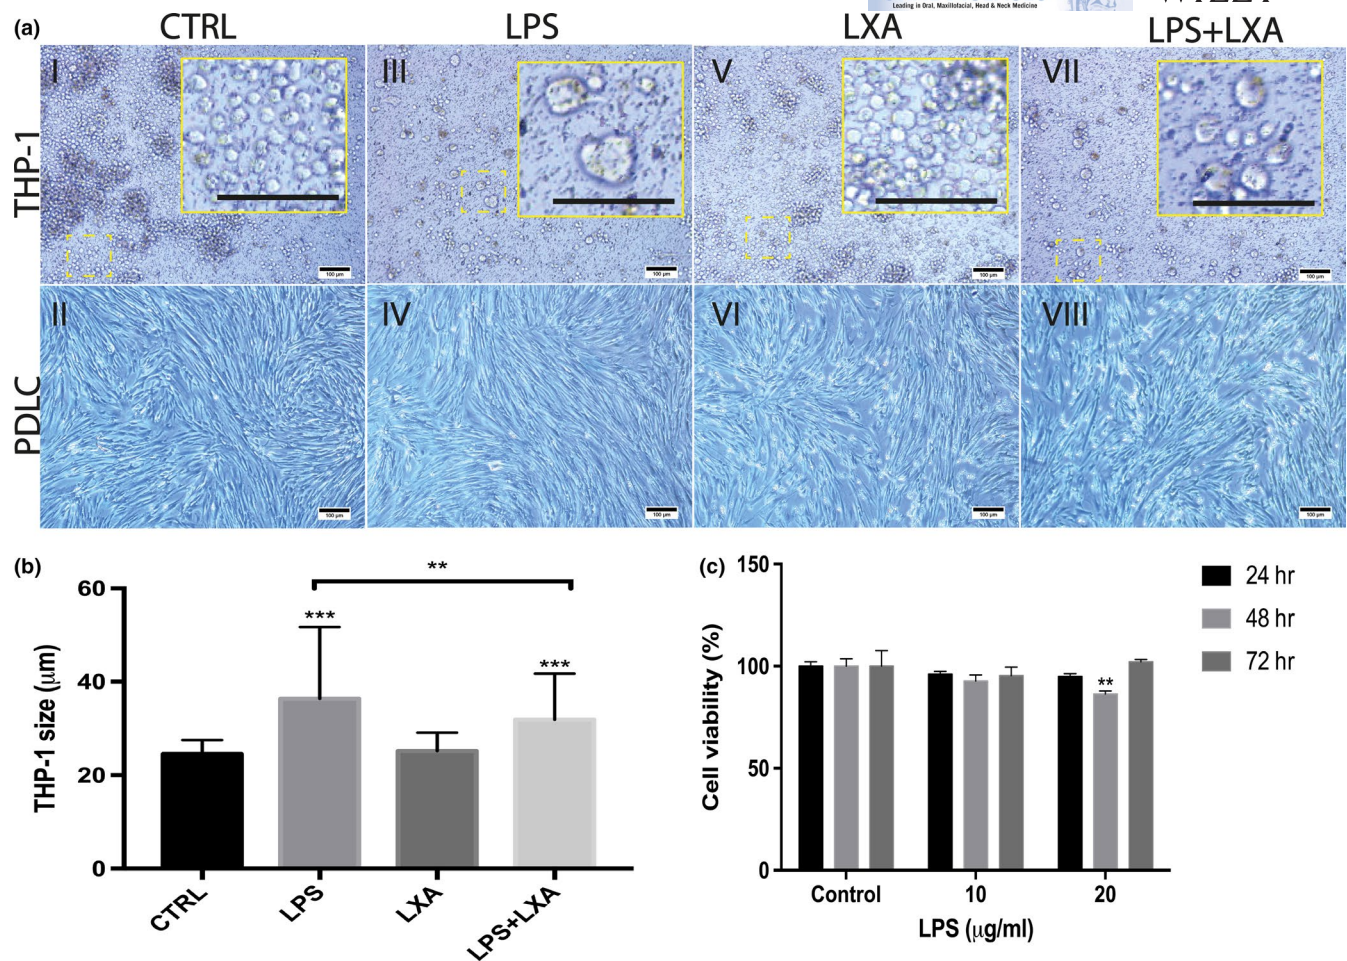 Leading in Oral, Maxillofacial, Head & Neck Medicine
(a) CTRL LPS LXA LPS+LXA
THP-1
I III V VII
100 μm 100 μm 100 μm 100 μm
PDLC
II IV VI VIII
100 μm 100 μm 100 μm 100 μm
(b)
THP-1 size (μm)
60
40
20
0
**
***
***
CTRL LPS LXA LPS+LXA
(c)
Cell viability (%)
150
100
50
0
**
Control 10 20
LPS (μg/ml)
24 hr
48 hr
72 hr